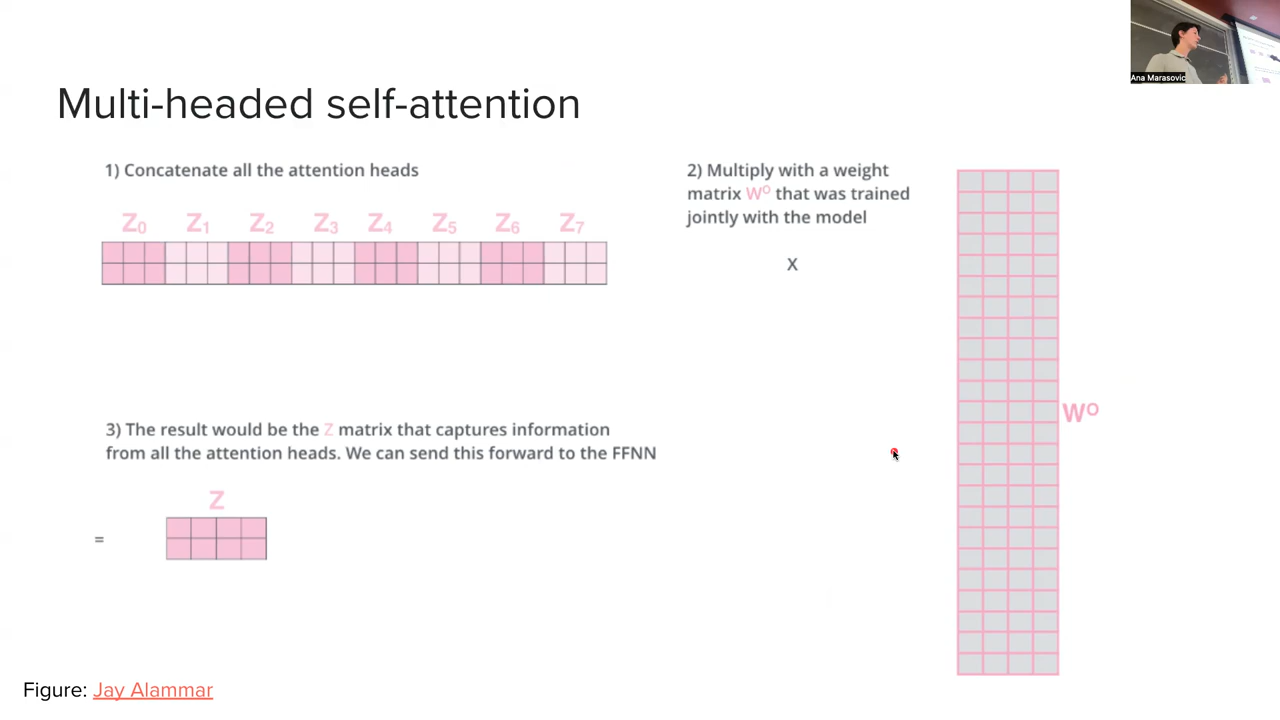 Ana Marasovic
Multi-headed self-attention
1) Concatenate all the attention heads
Z0 Z1 Z2 Z3 Z4 Z5 Z6 Z7
2) Multiply with a weight
matrix WO that was trained
jointly with the model
X
WO
3) The result would be the Z matrix that captures information
from all the attention heads. We can send this forward to the FFNN
Z
=
Figure: Jay Alammar